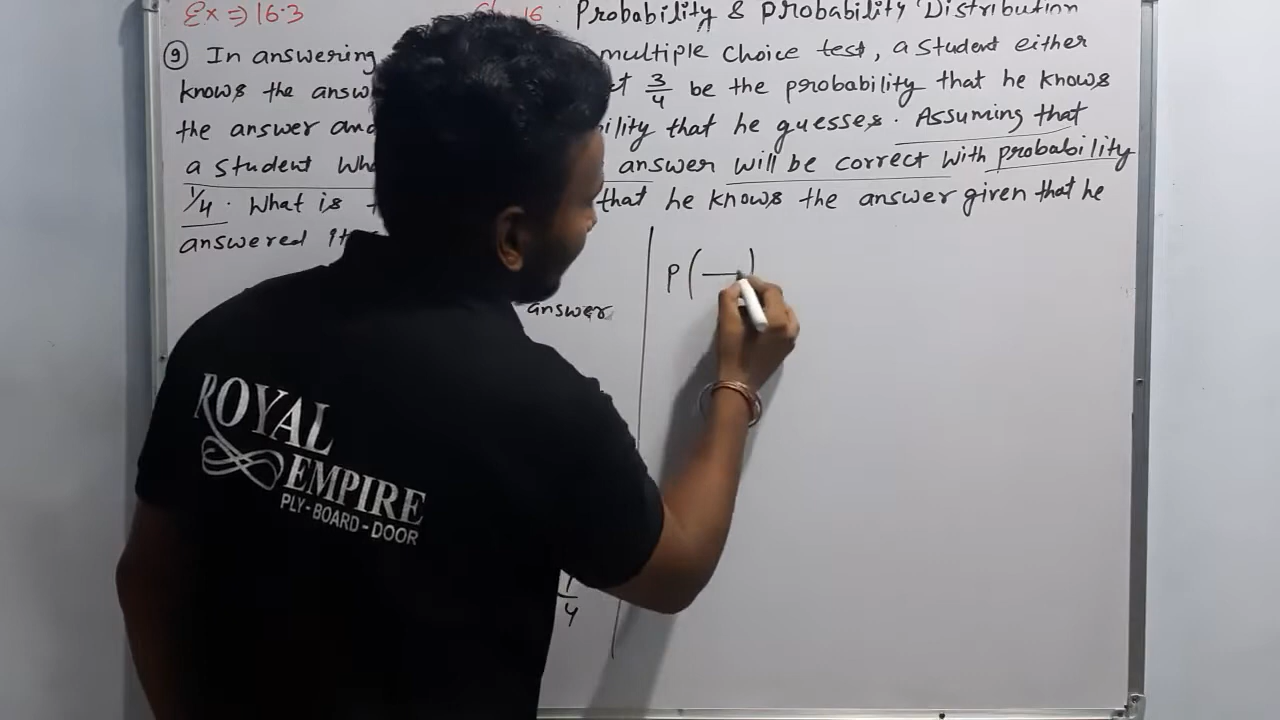 Ex ⇒ 16.3 16 : Probability & Probability Distribution
⑨ In answering multiple choice test, a student either
knows the answ 3/4 be the probability that he knows
the answer and ility that he guesses. Assuming that
a student answer will be correct with probability
1/4. What is that he knows the answer given that he
answered it
P(—)
answer
1/4
ROYAL
EMPIRE
PLY-BOARD-DOOR